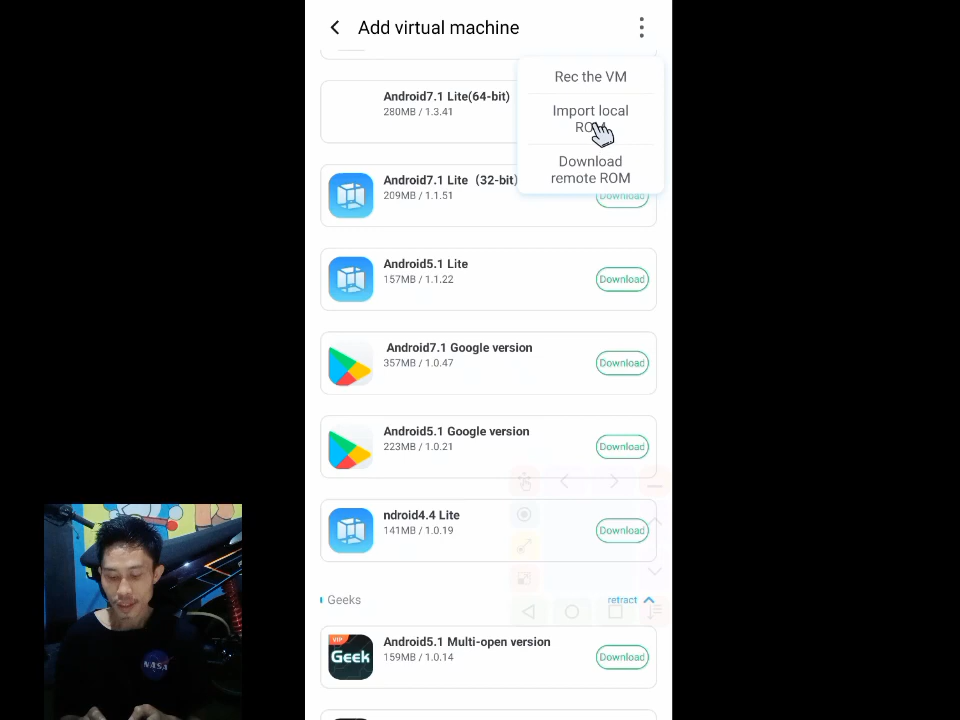 Add virtual machine
Rec the VM
Import local
ROM
Download
remote ROM
Android7.1 Lite(64-bit)
280MB / 1.3.41
Android7.1 Lite（32-bit）
209MB / 1.1.51
Download
Android5.1 Lite
157MB / 1.1.22
Download
Android7.1 Google version
357MB / 1.0.47
Download
Android5.1 Google version
223MB / 1.0.21
Download
ndroid4.4 Lite
141MB / 1.0.19
Download
Geeks
retract
VIP
Geek
Android5.1 Multi-open version
159MB / 1.0.14
Download
NASA